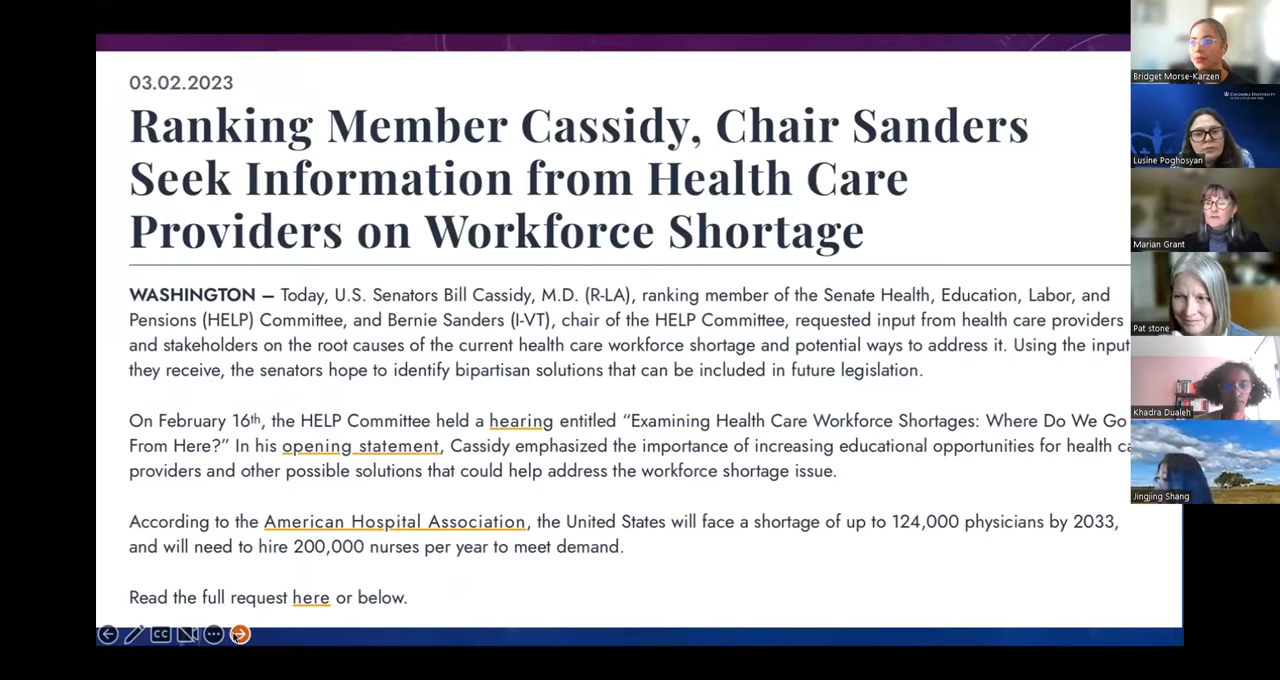 03.02.2023
Ranking Member Cassidy, Chair Sanders
Seek Information from Health Care
Providers on Workforce Shortage
WASHINGTON – Today, U.S. Senators Bill Cassidy, M.D. (R-LA), ranking member of the Senate Health, Education, Labor, and
Pensions (HELP) Committee, and Bernie Sanders (I-VT), chair of the HELP Committee, requested input from health care providers
and stakeholders on the root causes of the current health care workforce shortage and potential ways to address it. Using the input
they receive, the senators hope to identify bipartisan solutions that can be included in future legislation.
On February 16th, the HELP Committee held a hearing entitled “Examining Health Care Workforce Shortages: Where Do We Go
From Here?” In his opening statement, Cassidy emphasized the importance of increasing educational opportunities for health ca
providers and other possible solutions that could help address the workforce shortage issue.
According to the American Hospital Association, the United States will face a shortage of up to 124,000 physicians by 2033,
and will need to hire 200,000 nurses per year to meet demand.
Read the full request here or below.
CC
Bridget Morse-Karzen
COLUMBIA UNIVERSITY
Lusine Poghosyan
Marian Grant
Pat stone
Khadra Dualeh
Jingjing Shang